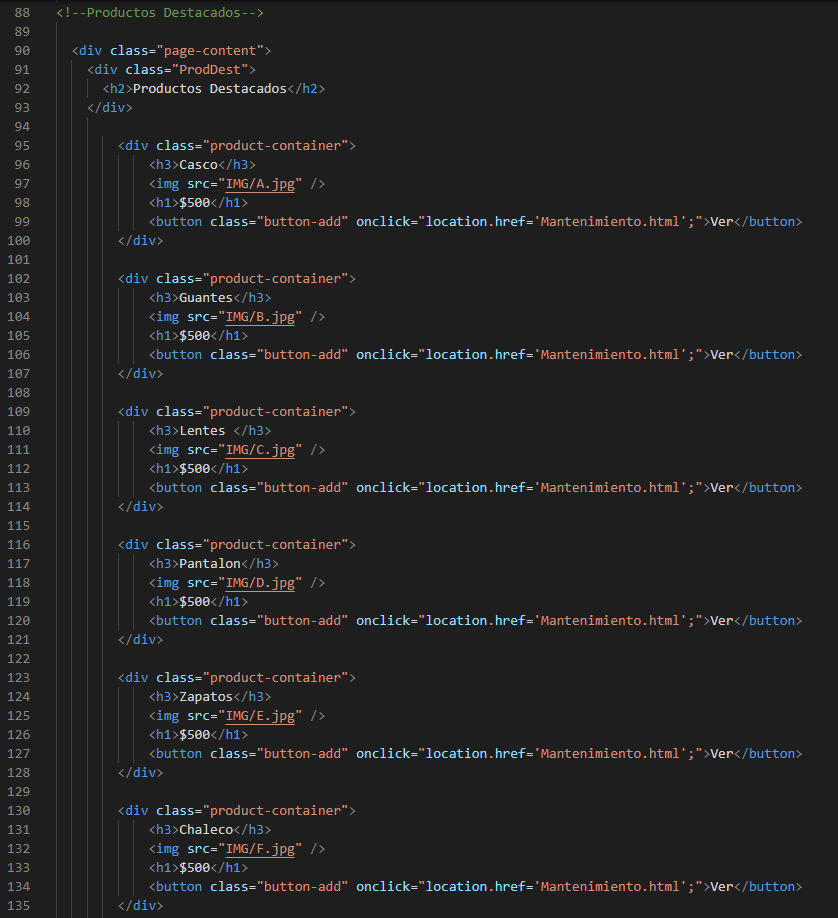 88 <!--Productos Destacados-->
89
90 <div class="page-content">
91 <div class="ProdDest">
92 <h2>Productos Destacados</h2>
93 </div>
94
95 <div class="product-container">
96 <h3>Casco</h3>
97 <img src="IMG/A.jpg" />
98 <h1>$500</h1>
99 <button class="button-add" onclick="location.href='Mantenimiento.html';">Ver</button>
100 </div>
101
102 <div class="product-container">
103 <h3>Guantes</h3>
104 <img src="IMG/B.jpg" />
105 <h1>$500</h1>
106 <button class="button-add" onclick="location.href='Mantenimiento.html';">Ver</button>
107 </div>
108
109 <div class="product-container">
110 <h3>Lentes </h3>
111 <img src="IMG/C.jpg" />
112 <h1>$500</h1>
113 <button class="button-add" onclick="location.href='Mantenimiento.html';">Ver</button>
114 </div>
115
116 <div class="product-container">
117 <h3>Pantalon</h3>
118 <img src="IMG/D.jpg" />
119 <h1>$500</h1>
120 <button class="button-add" onclick="location.href='Mantenimiento.html';">Ver</button>
121 </div>
122
123 <div class="product-container">
124 <h3>Zapatos</h3>
125 <img src="IMG/E.jpg" />
126 <h1>$500</h1>
127 <button class="button-add" onclick="location.href='Mantenimiento.html';">Ver</button>
128 </div>
129
130 <div class="product-container">
131 <h3>Chaleco</h3>
132 <img src="IMG/F.jpg" />
133 <h1>$500</h1>
134 <button class="button-add" onclick="location.href='Mantenimiento.html';">Ver</button>
135 </div>